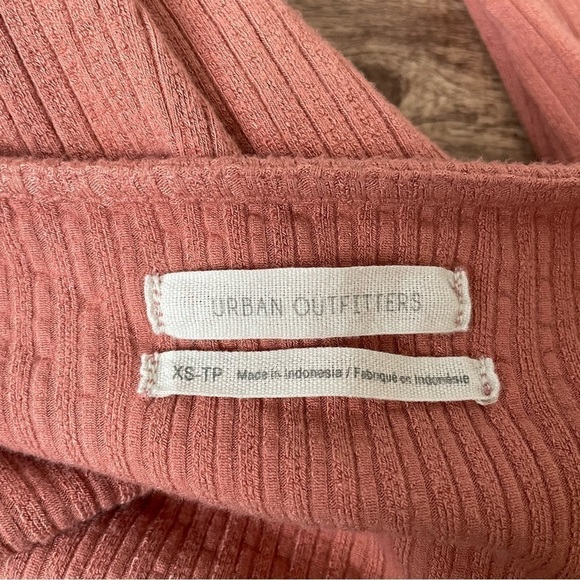 URBAN OUTFITTERS
XS-TP Made in Indonesia / Fabriqué en Indonésie